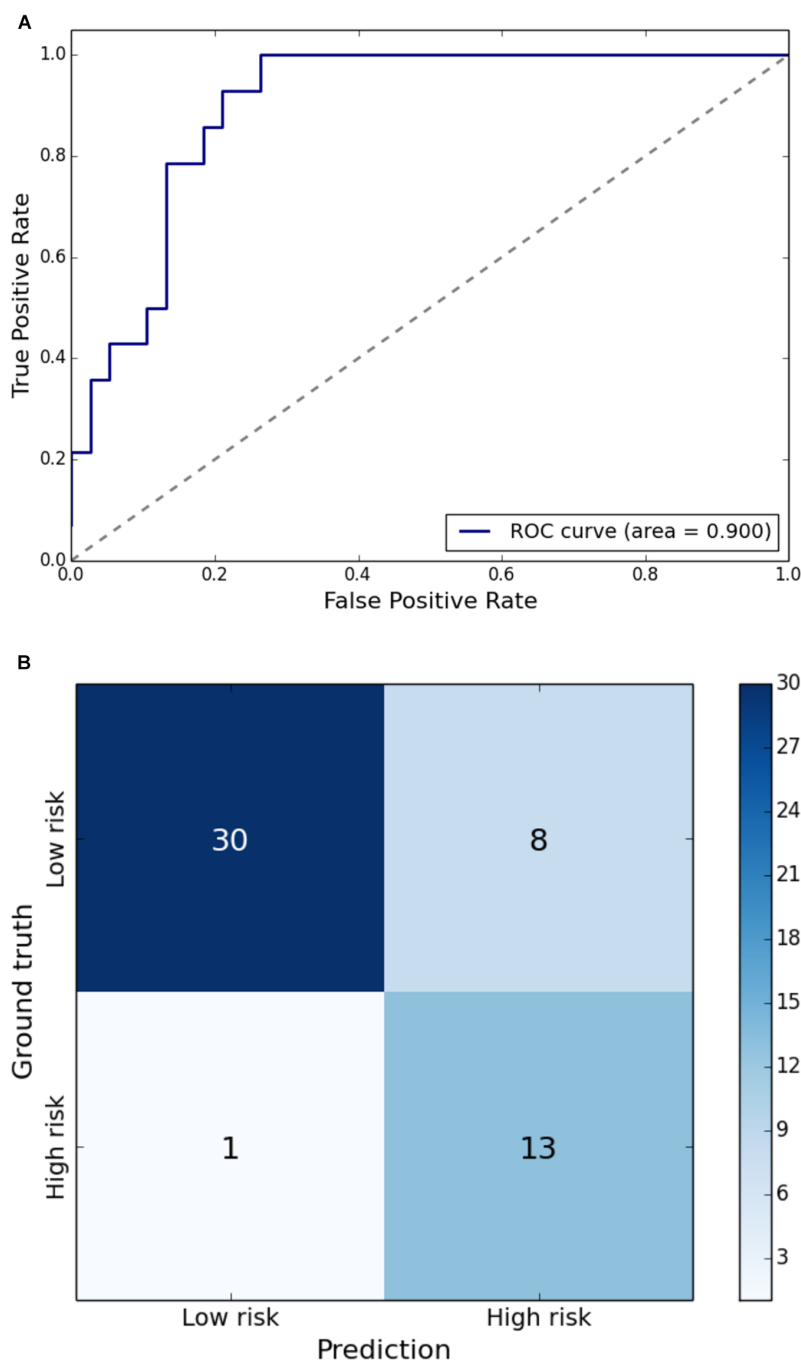 A
1.0
0.8
0.6
0.4
0.2
0.0
True Positive Rate
ROC curve (area = 0.900)
0.0 0.2 0.4 0.6 0.8 1.0
False Positive Rate
B
Ground truth
Low risk
High risk
30 8
1 13
Low risk High risk
Prediction
30
27
24
21
18
15
12
9
6
3